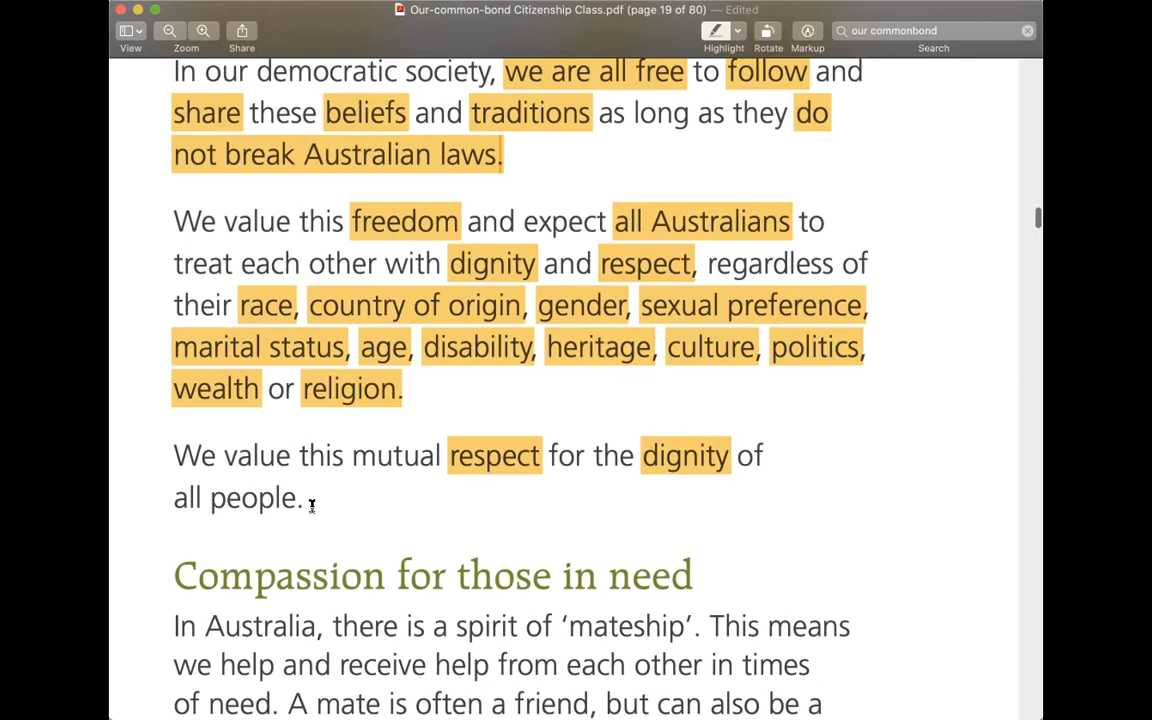 Our-common-bond Citizenship Class.pdf (page 19 of 80) — Edited
View
Zoom
Share
Highlight
Rotate
Markup
our commonbond
Search
In our democratic society, we are all free to follow and
share these beliefs and traditions as long as they do
not break Australian laws.
We value this freedom and expect all Australians to
treat each other with dignity and respect, regardless of
their race, country of origin, gender, sexual preference,
marital status, age, disability, heritage, culture, politics,
wealth or religion.
We value this mutual respect for the dignity of
all people.
Compassion for those in need
In Australia, there is a spirit of ‘mateship’. This means
we help and receive help from each other in times
of need. A mate is often a friend, but can also be a